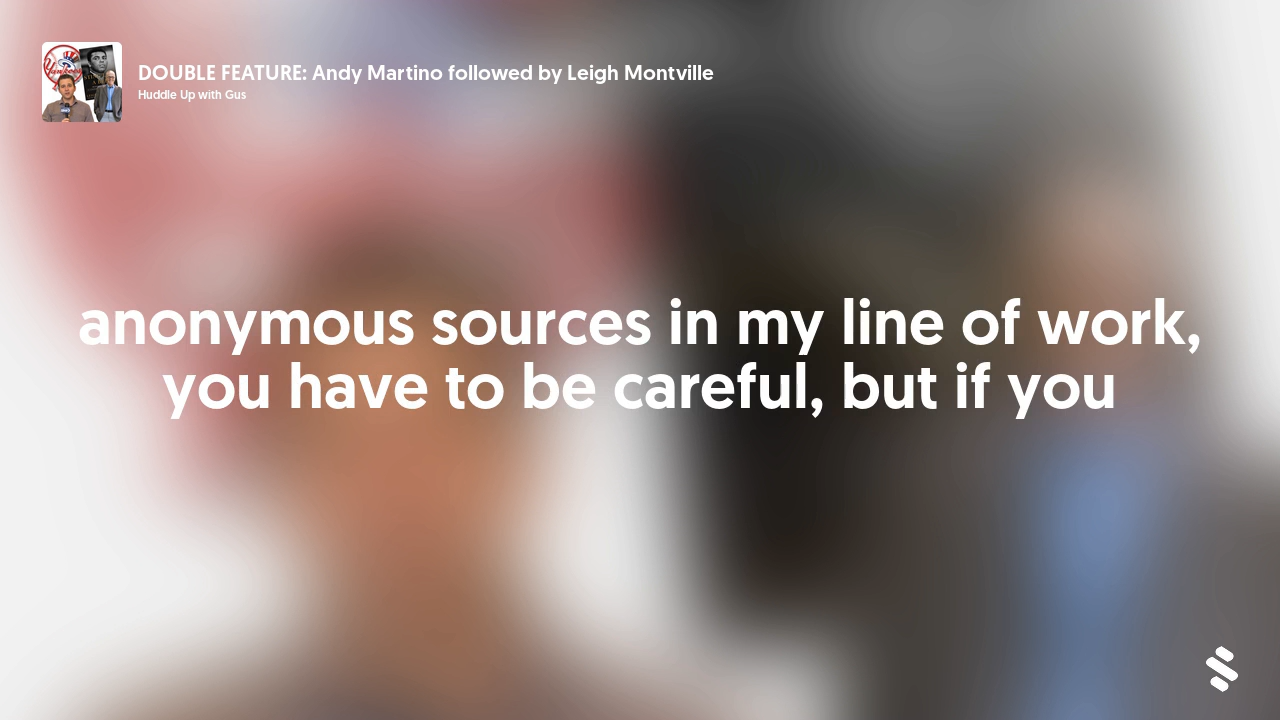 DOUBLE FEATURE: Andy Martino followed by Leigh Montville
Huddle Up with Gus
anonymous sources in my line of work,
you have to be careful, but if you